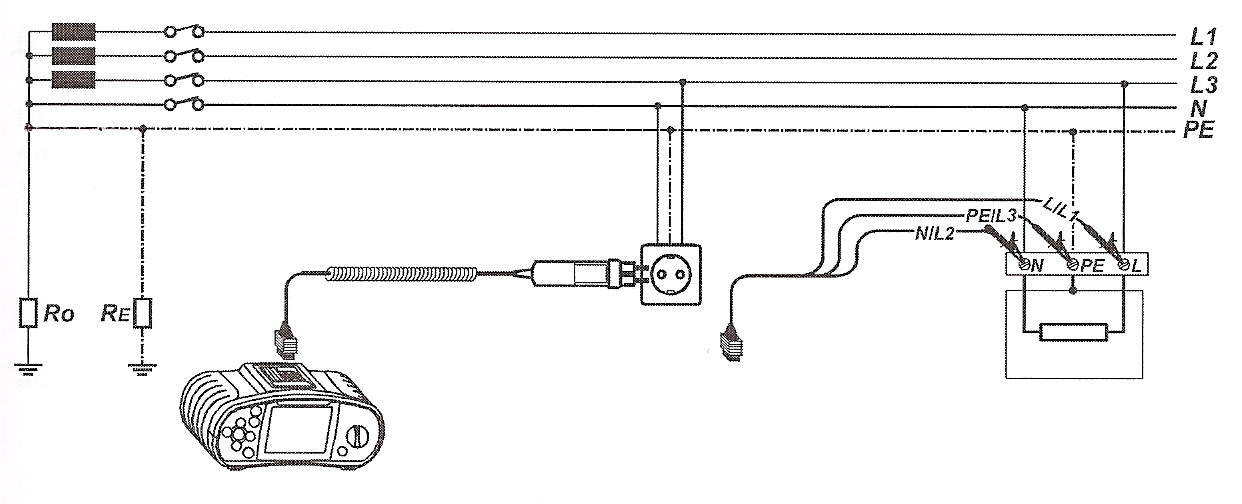 L1
L2
L3
N
PE
L/L1
PE/L3
N/L2
N PE L
Ro RE